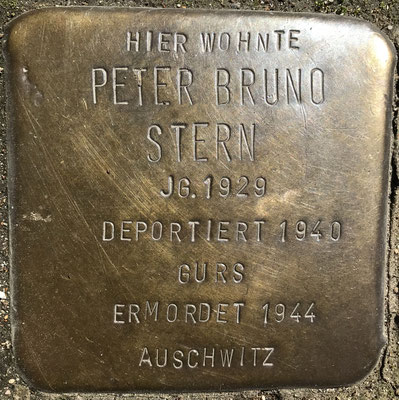 HIER WOHNTE
PETER BRUNO
STERN
JG. 1929
DEPORTIERT 1940
GURS
ERMORDET 1944
AUSCHWITZ